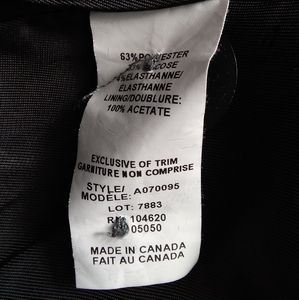 63% POLYESTER
4%ELASTHANNE/
ELASTHANNE
LINING/DOUBLURE:
100% ACETATE
EXCLUSIVE OF TRIM
GARNITURE NON COMPRISE
STYLE/ A070095
MODELE:
LOT: 7883
104620
05050
MADE IN CANADA
FAIT AU CANADA